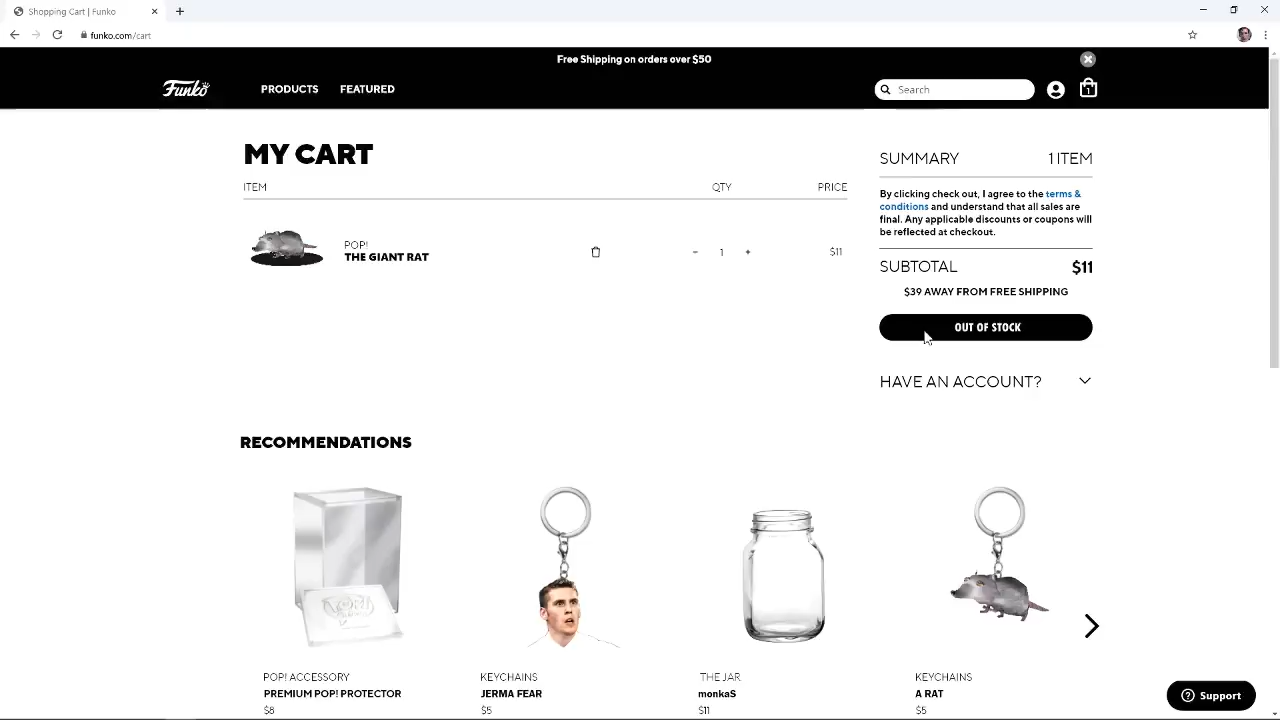 Shopping Cart | Funko
funko.com/cart
Free Shipping on orders over $50
Funko
PRODUCTS
FEATURED
Search
1
MY CART
ITEM
QTY
PRICE
POP!
THE GIANT RAT
1
$11
SUMMARY
1 ITEM
By clicking check out, I agree to the terms &
conditions and understand that all sales are
final. Any applicable discounts or coupons will
be reflected at checkout.
SUBTOTAL
$11
$39 AWAY FROM FREE SHIPPING
OUT OF STOCK
HAVE AN ACCOUNT?
RECOMMENDATIONS
POP! ACCESSORY
PREMIUM POP! PROTECTOR
$8
KEYCHAINS
JERMA FEAR
$5
THE JAR
monkaS
$11
KEYCHAINS
A RAT
$5
Support